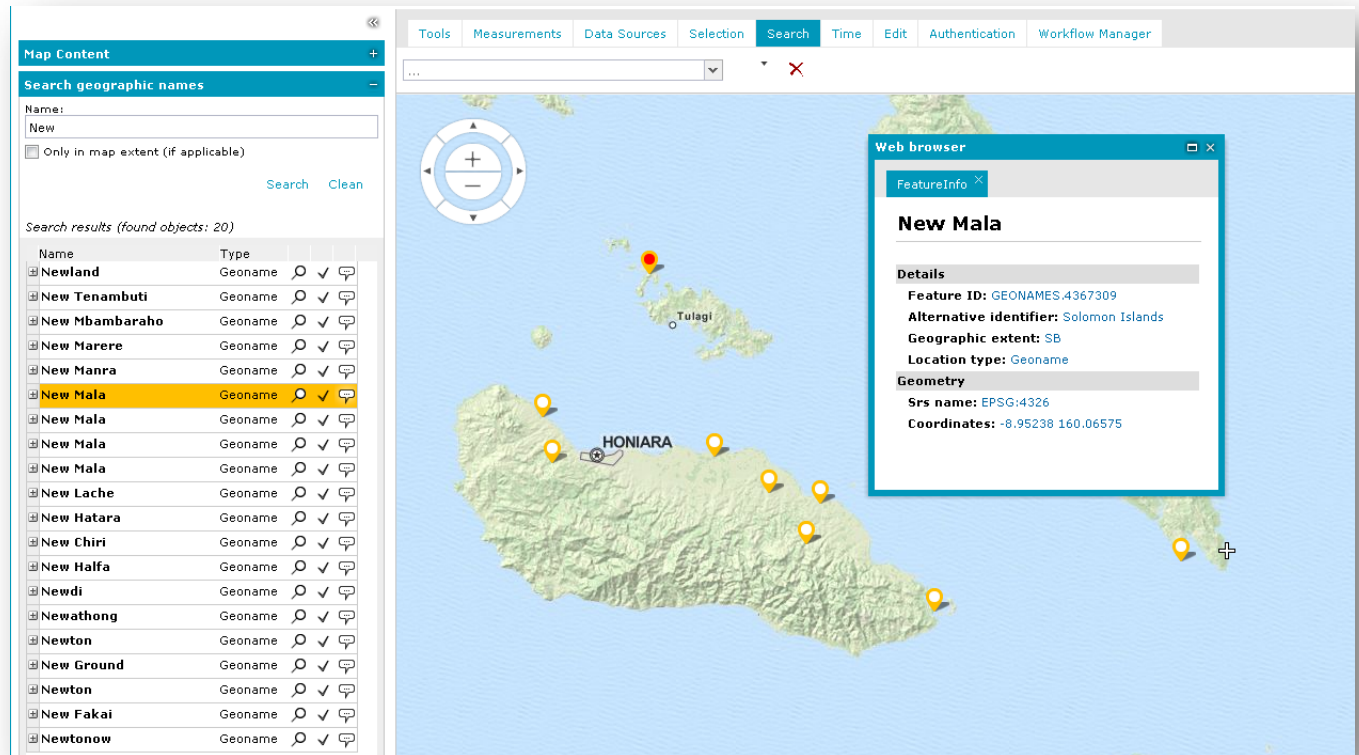 Map Content
Search geographic names
Name:
New
Only in map extent (if applicable)
Search Clean
Search results (found objects: 20)
Name Type
Newland Geoname
New Tenambuti Geoname
New Mbambaraho Geoname
New Marere Geoname
New Manra Geoname
New Mala Geoname
New Mala Geoname
New Mala Geoname
New Mala Geoname
New Lache Geoname
New Hatara Geoname
New Chiri Geoname
New Halfa Geoname
Newdi Geoname
Newathong Geoname
Newton Geoname
New Ground Geoname
Newton Geoname
New Fakai Geoname
Newtonow Geoname
Tools Measurements Data Sources Selection Search Time Edit Authentication Workflow Manager
...
Tulagi
HONIARA
Web browser
FeatureInfo
New Mala
Details
Feature ID: GEONAMES.4367309
Alternative identifier: Solomon Islands
Geographic extent: SB
Location type: Geoname
Geometry
Srs name: EPSG:4326
Coordinates: -8.95238 160.06575